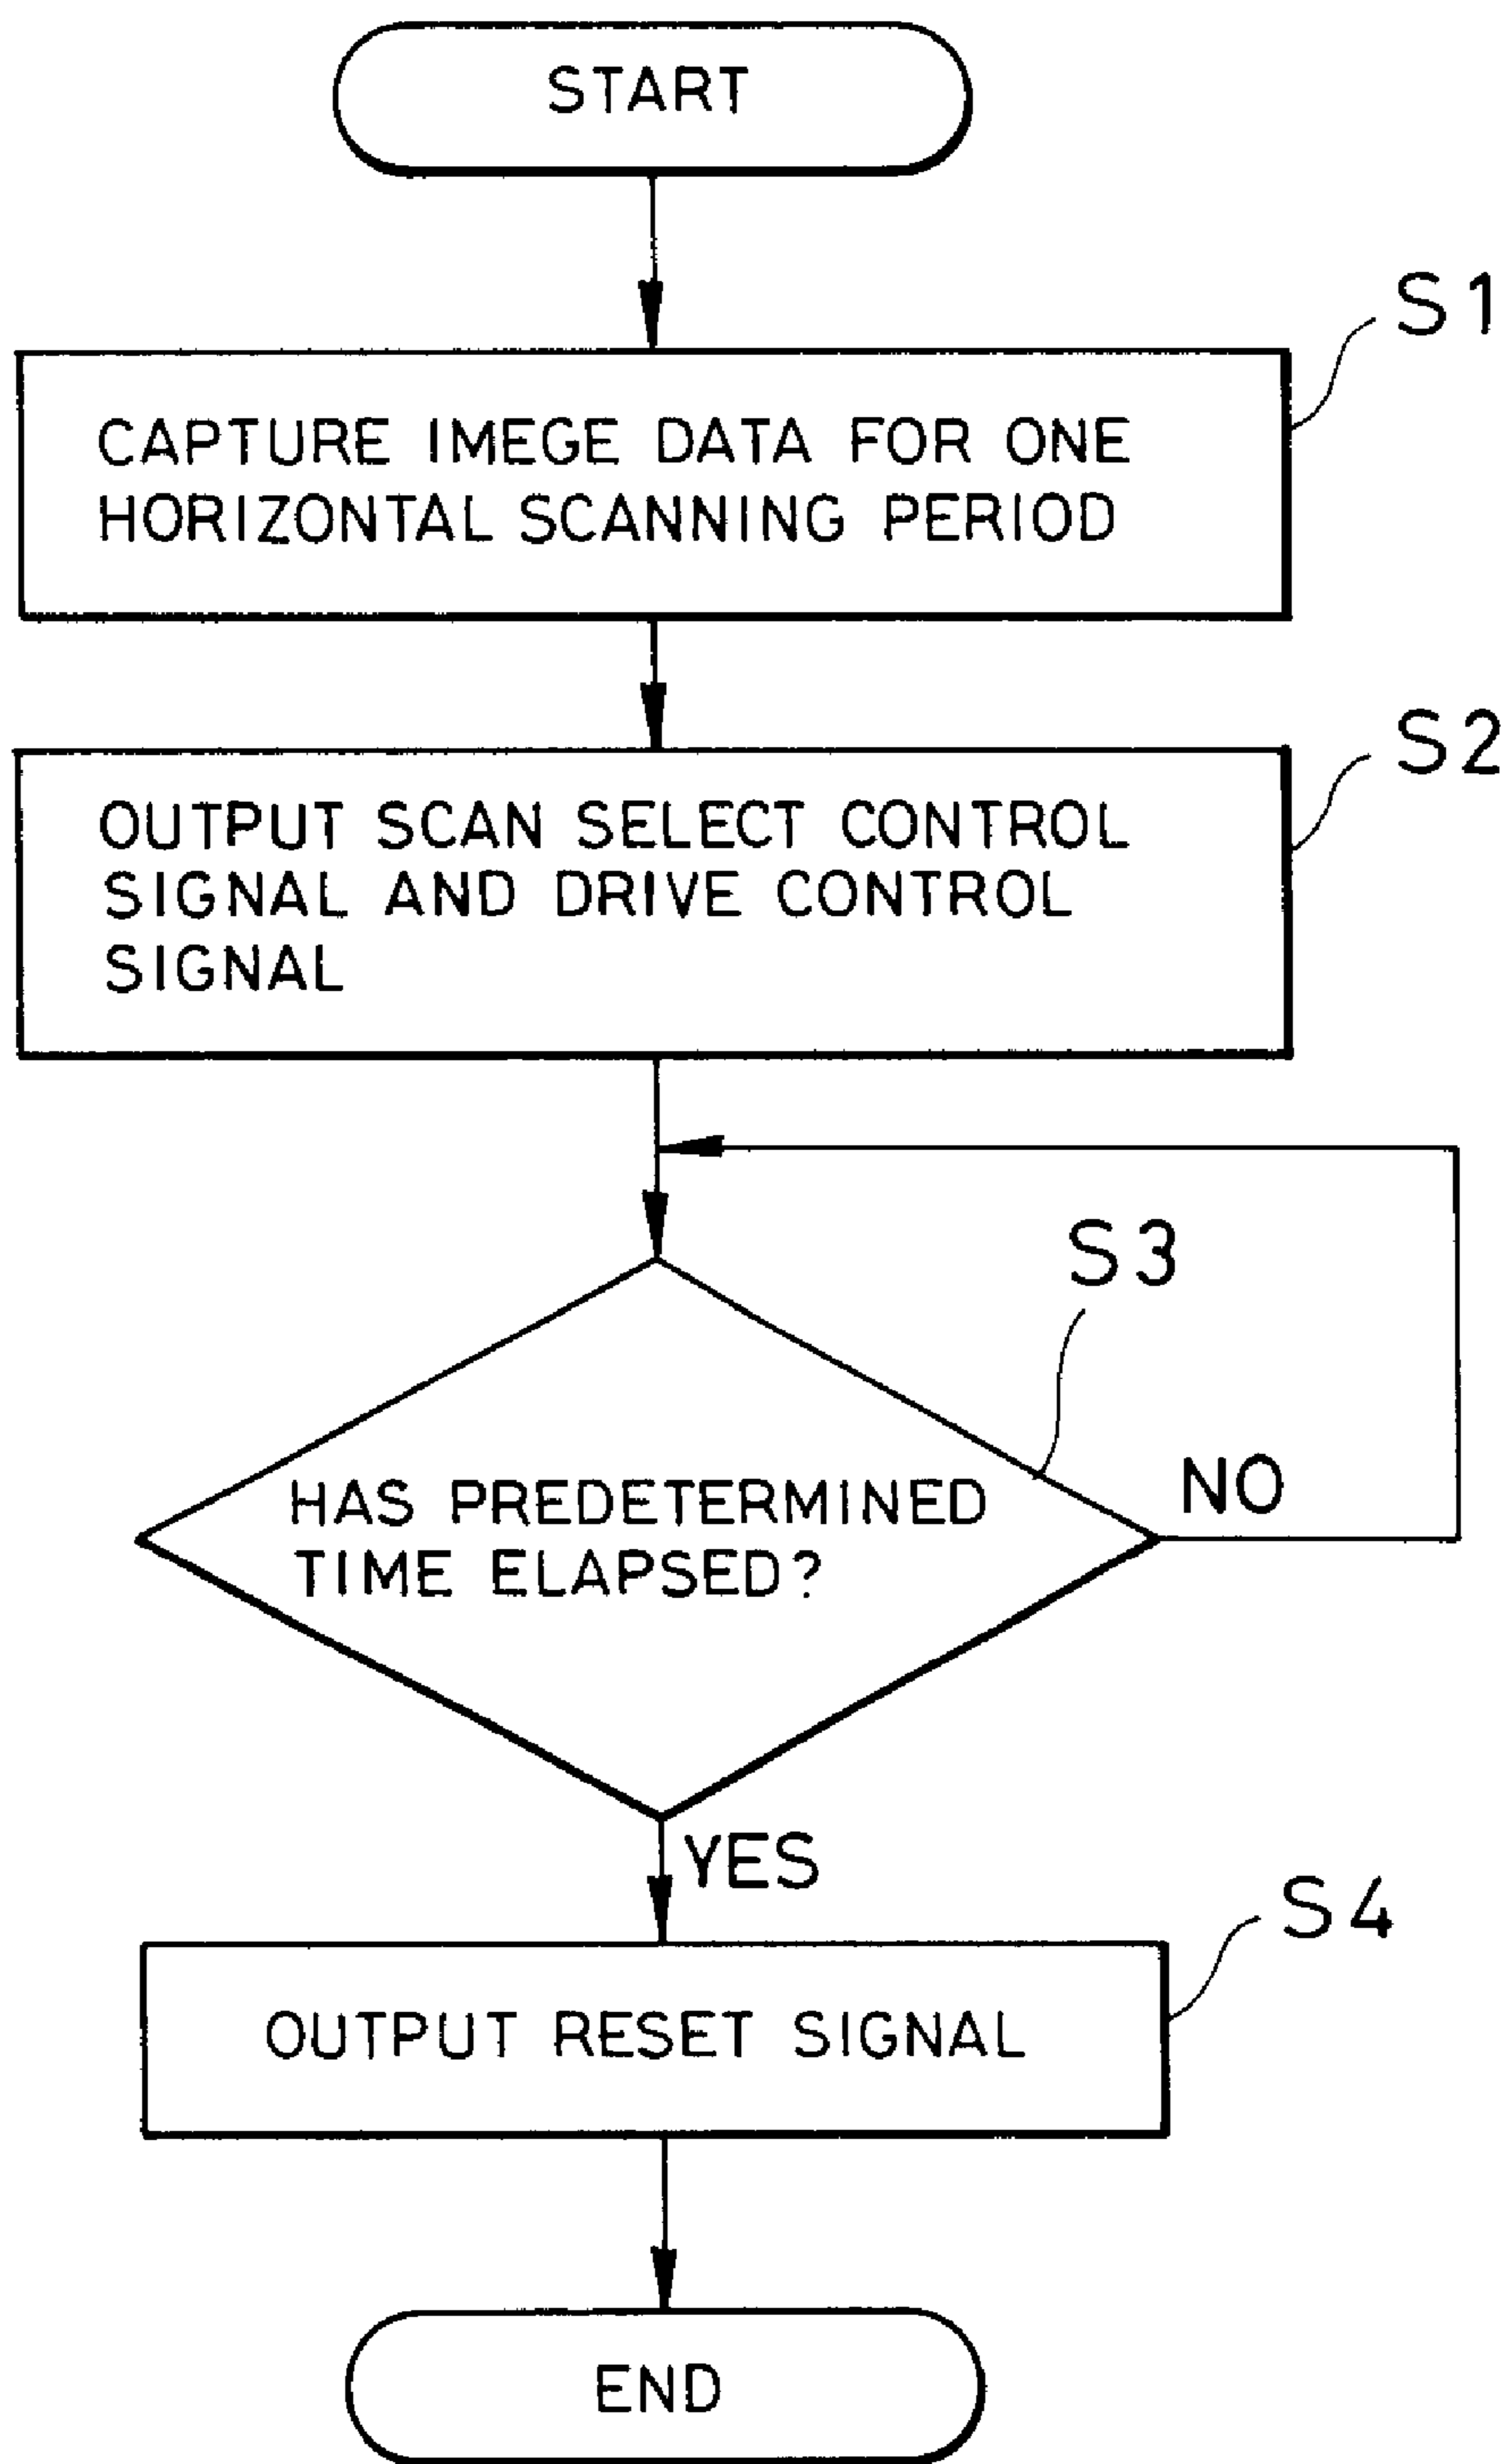 START
S1
CAPTURE IMEGE DATA FOR ONE
HORIZONTAL SCANNING PERIOD
S2
OUTPUT SCAN SELECT CONTROL
SIGNAL AND DRIVE CONTROL
SIGNAL
S3
HAS PREDETERMINED
TIME ELAPSED?
NO
YES
S4
OUTPUT RESET SIGNAL
END